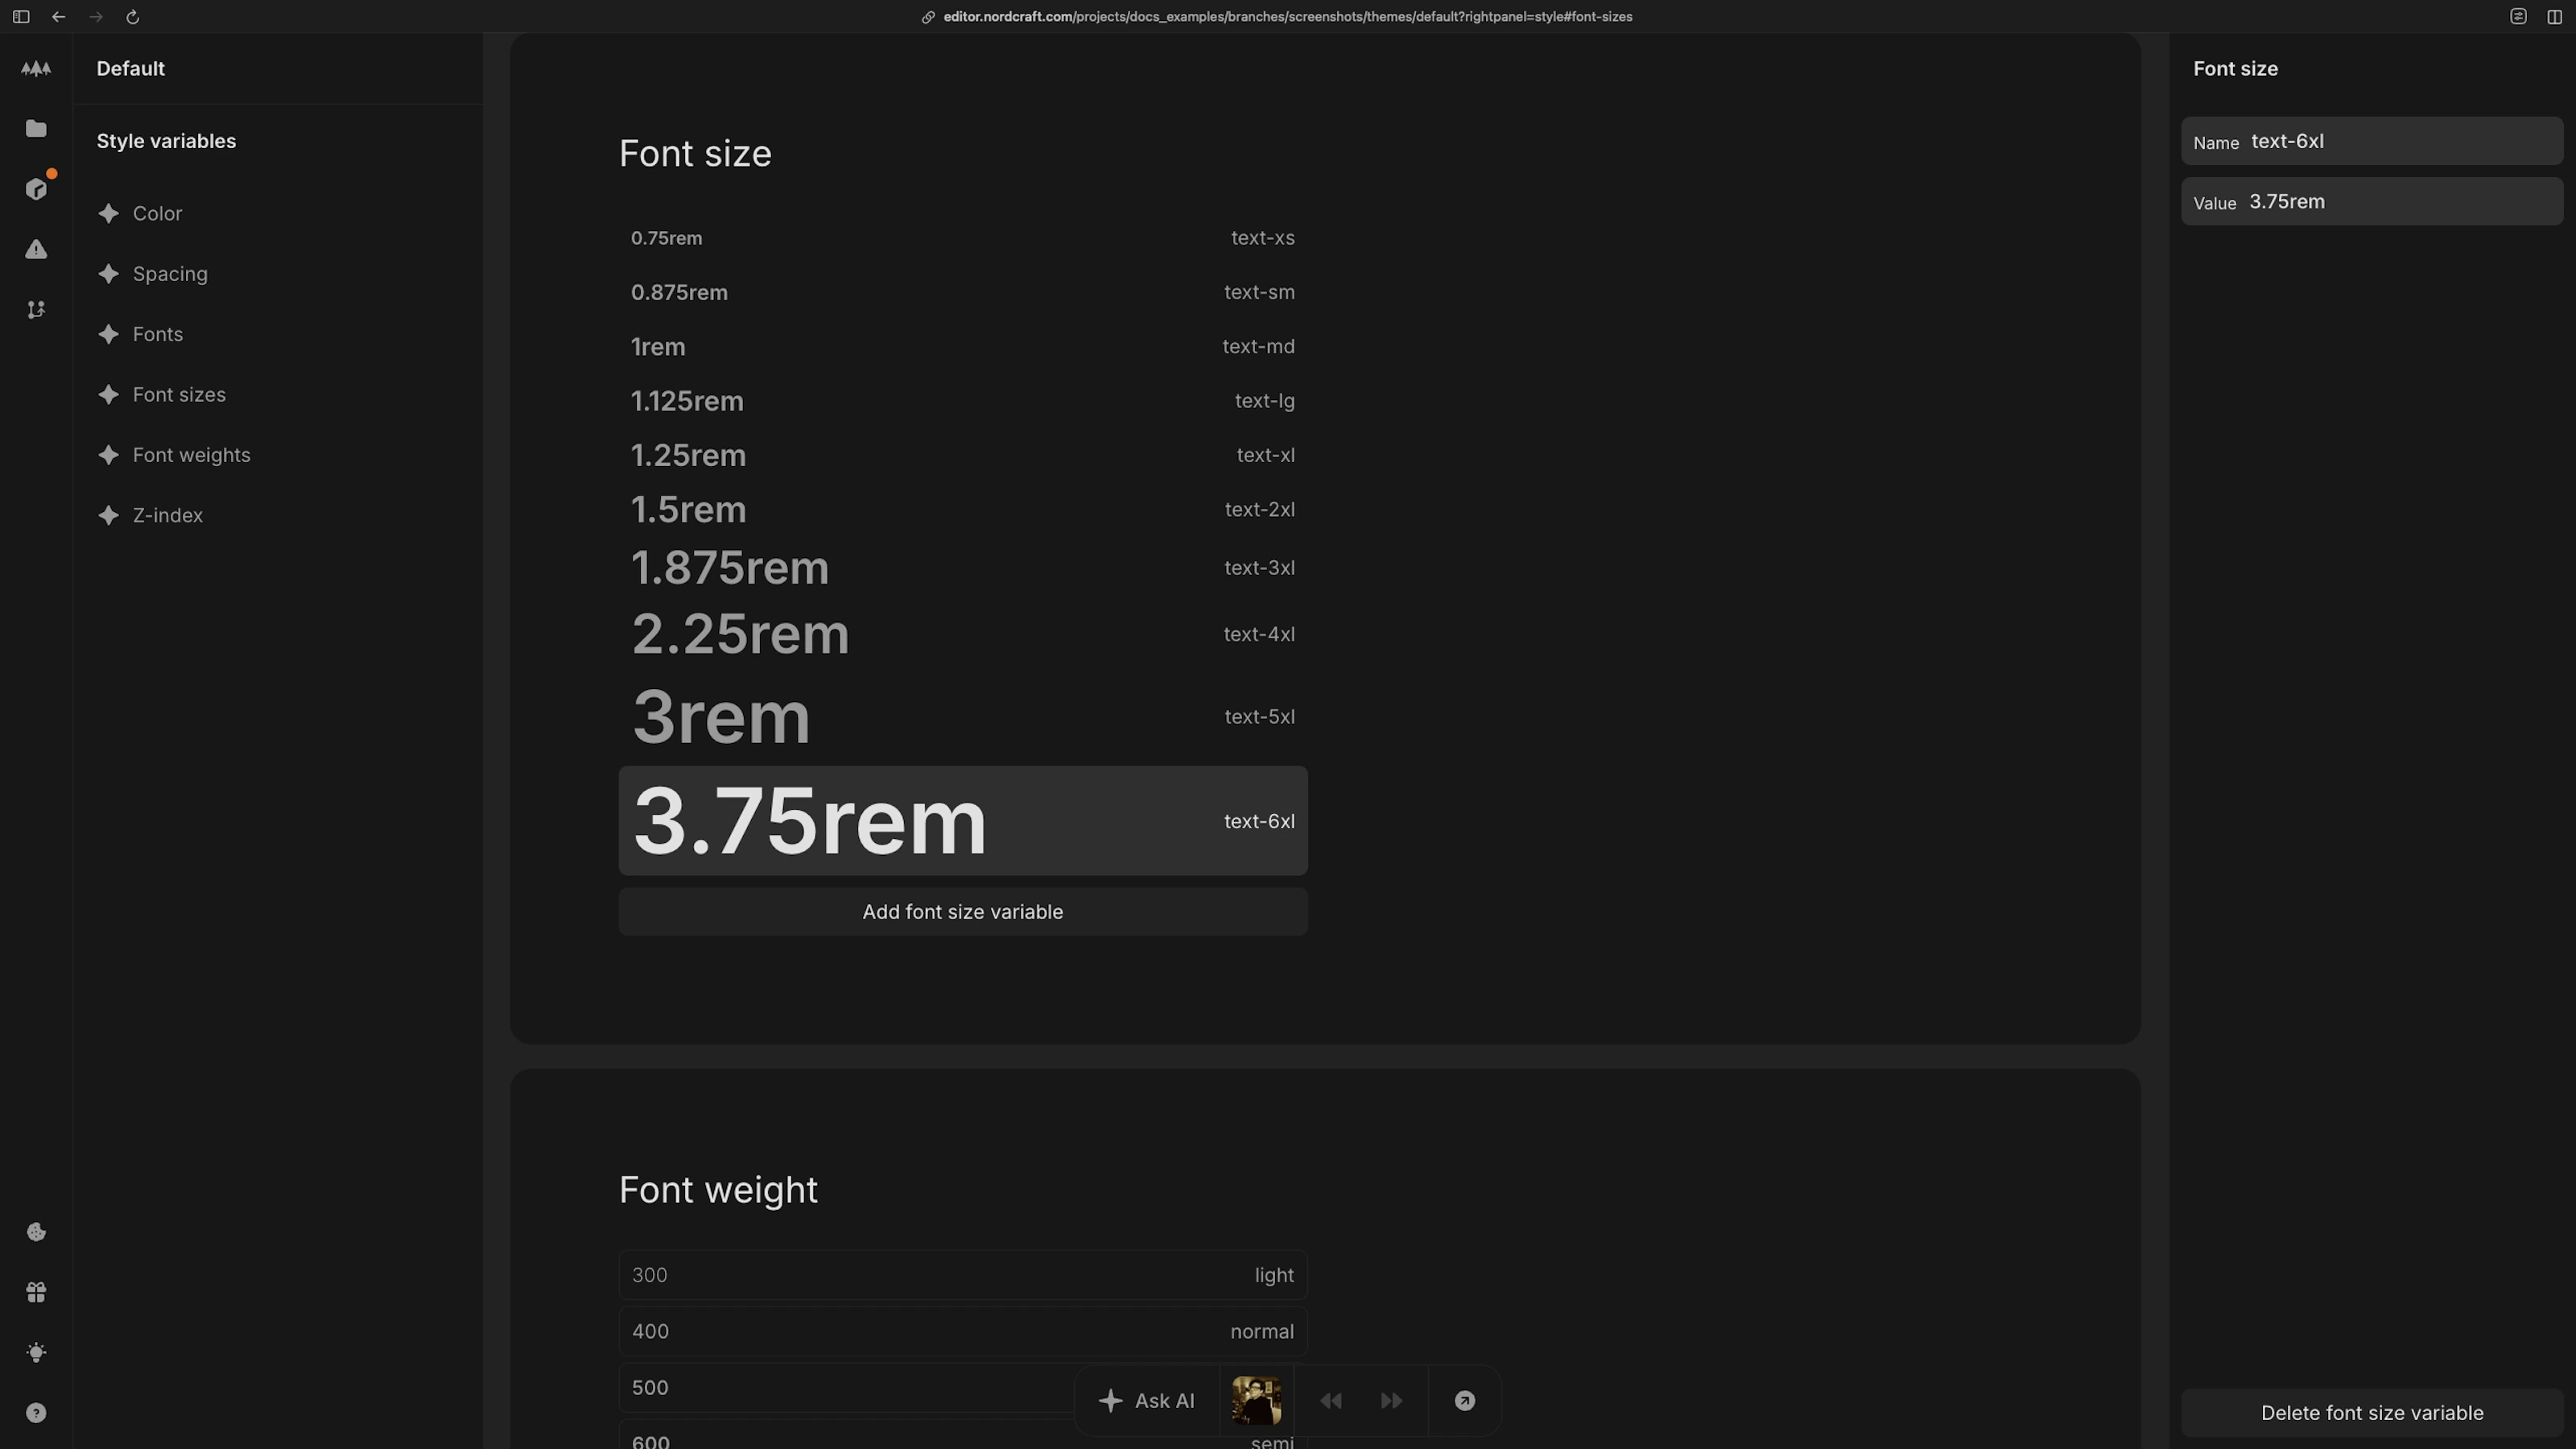 editor.nordcraft.com/projects/docs_examples/branches/screenshots/themes/default?rightpanel=style#font-sizes
Default
Style variables
Color
Spacing
Fonts
Font sizes
Font weights
Z-index
Font size
0.75rem text-xs
0.875rem text-sm
1rem text-md
1.125rem text-lg
1.25rem text-xl
1.5rem text-2xl
1.875rem text-3xl
2.25rem text-4xl
3rem text-5xl
3.75rem text-6xl
Add font size variable
Font weight
300 light
400 normal
500
600 semi
Ask AI
Font size
Name text-6xl
Value 3.75rem
Delete font size variable